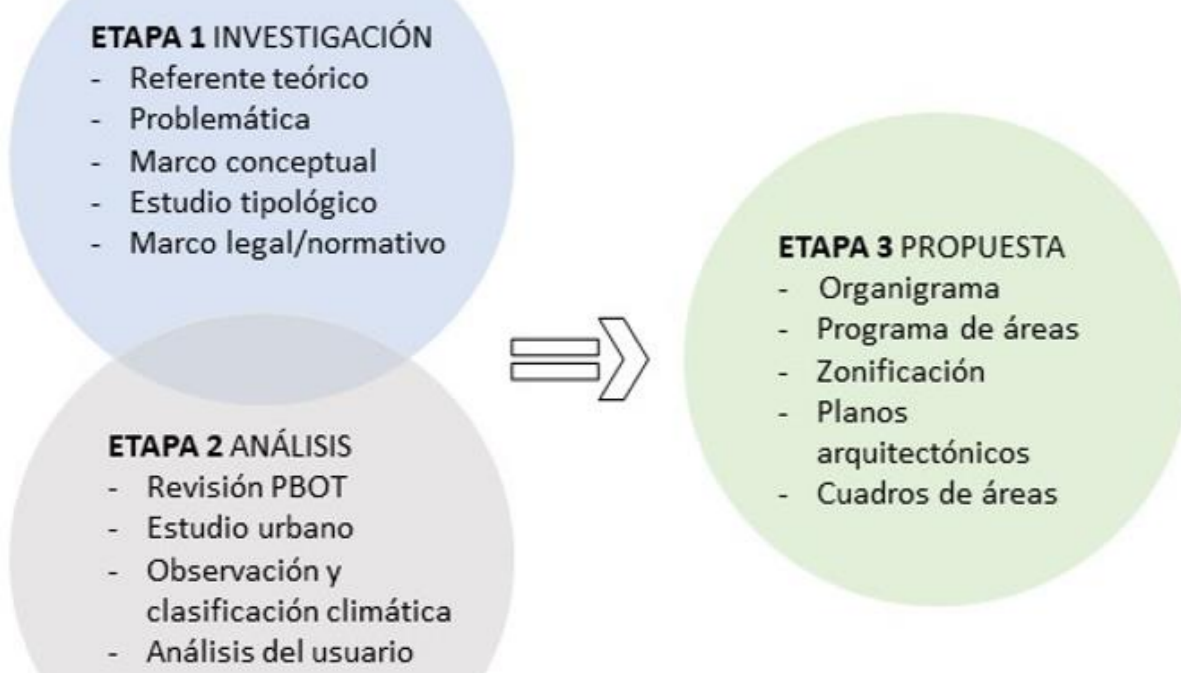 ETAPA 1 INVESTIGACIÓN
- Referente teórico
- Problemática
- Marco conceptual
- Estudio tipológico
- Marco legal/normativo
ETAPA 2 ANÁLISIS
- Revisión PBOT
- Estudio urbano
- Observación y
clasificación climática
- Análisis del usuario
ETAPA 3 PROPUESTA
- Organigrama
- Programa de áreas
- Zonificación
- Planos
arquitectónicos
- Cuadros de áreas